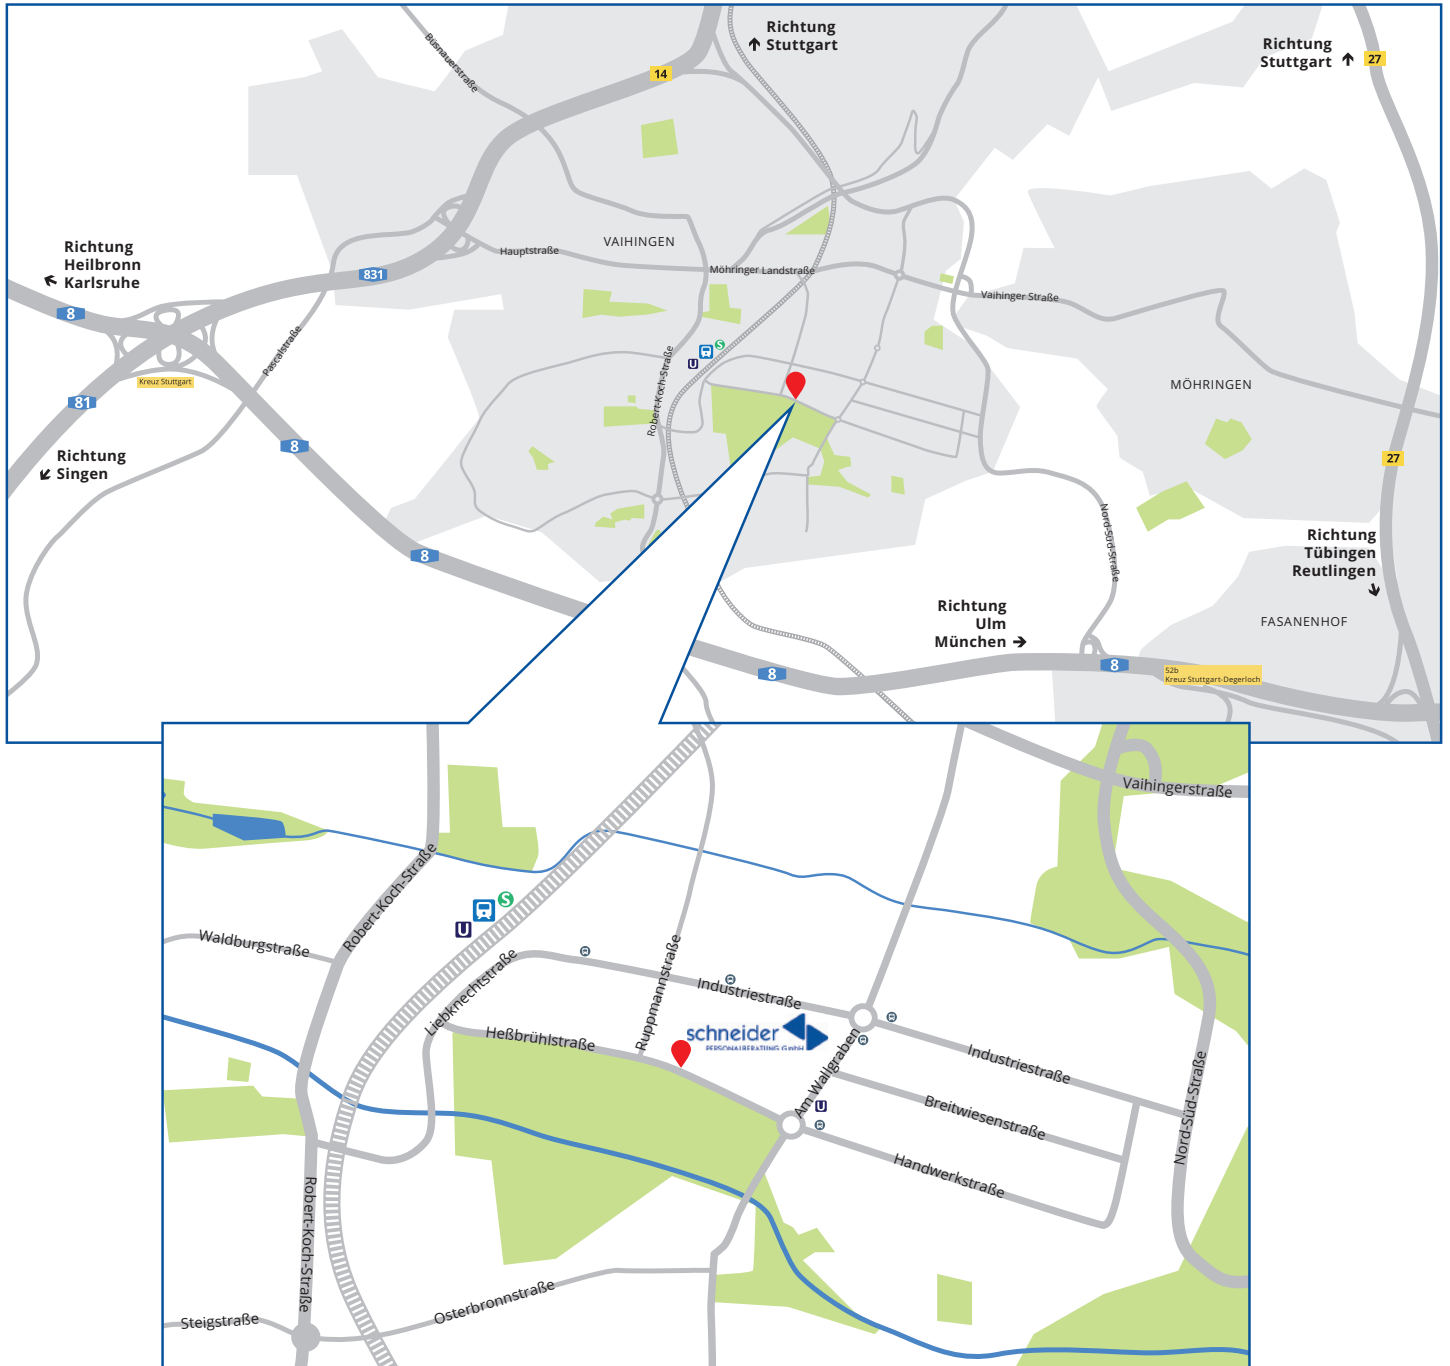 Richtung
Stuttgart
Richtung
Stuttgart
27
Büsnauerstraße
14
Richtung
Heilbronn
Karlsruhe
VAIHINGEN
Hauptstraße
831
Möhringer Landstraße
Vaihinger Straße
8
Pascalstraße
Kreuz Stuttgart
81
S
U
Robert-Koch-Straße
MÖHRINGEN
8
Richtung
Singen
27
8
Nord-Süd-Straße
Richtung
Tübingen
Reutlingen
Richtung
Ulm
München
FASANENHOF
8
8
52b
Kreuz Stuttgart-Degerloch
Vaihingerstraße
Robert-Koch-Straße
S
U
Waldburgstraße
Liebknechtstraße
Ruppmannstraße
Industriestraße
Heßbrühlstraße
schneider
PERSONALBERATUNG GmbH
Am Wallgraben
Industriestraße
U
Breitwiesenstraße
Nord-Süd-Straße
Handwerkstraße
Robert-Koch-Straße
Osterbronnstraße
Steigstraße